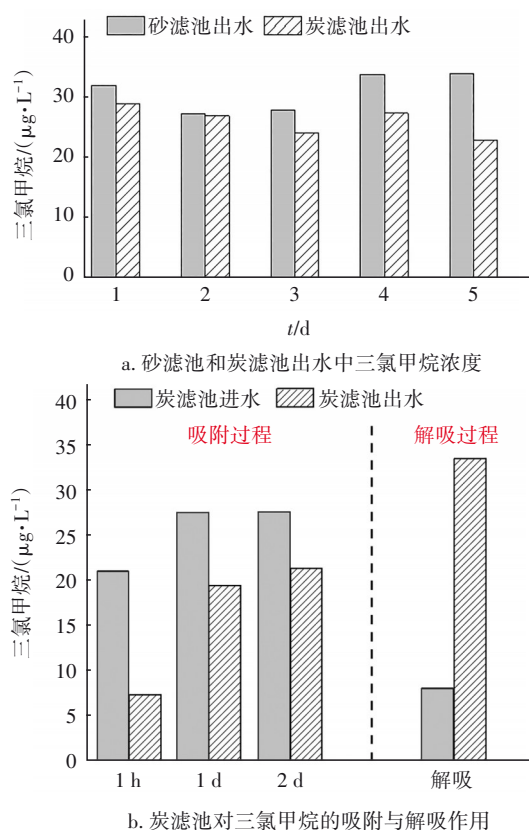 砂滤池出水 炭滤池出水
三氯甲烷/(μg·L⁻¹)
40
30
20
10
0
1 2 3 4 5
t/d
a. 砂滤池和炭滤池出水中三氯甲烷浓度
炭滤池进水 炭滤池出水
吸附过程 解吸过程
三氯甲烷/(μg·L⁻¹)
40
35
30
25
20
15
10
5
0
1 h 1 d 2 d 解吸
b. 炭滤池对三氯甲烷的吸附与解吸作用